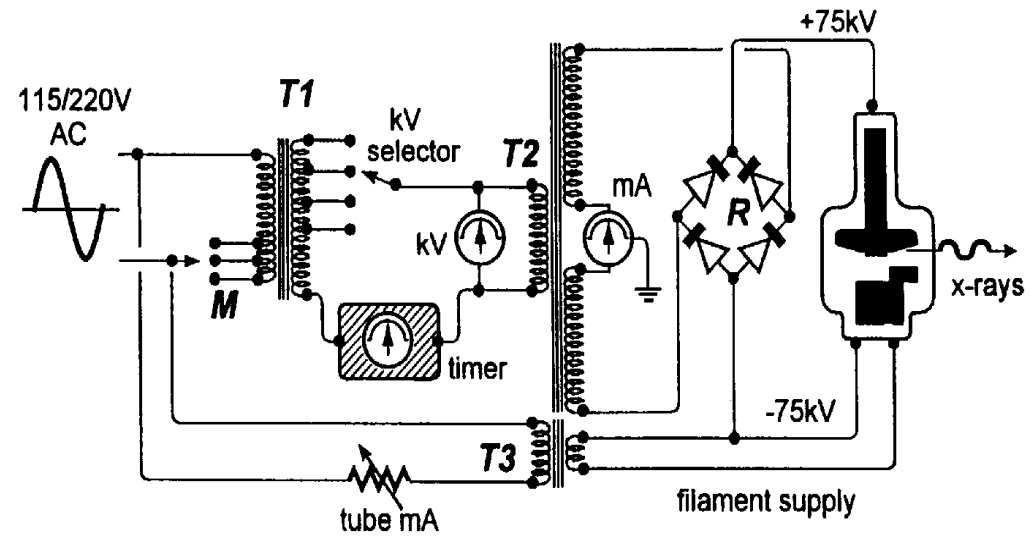 +75kV
115/220V
AC
T1
kV
selector
T2
mA
R
kV
x-rays
M
timer
-75kV
T3
filament supply
tube mA